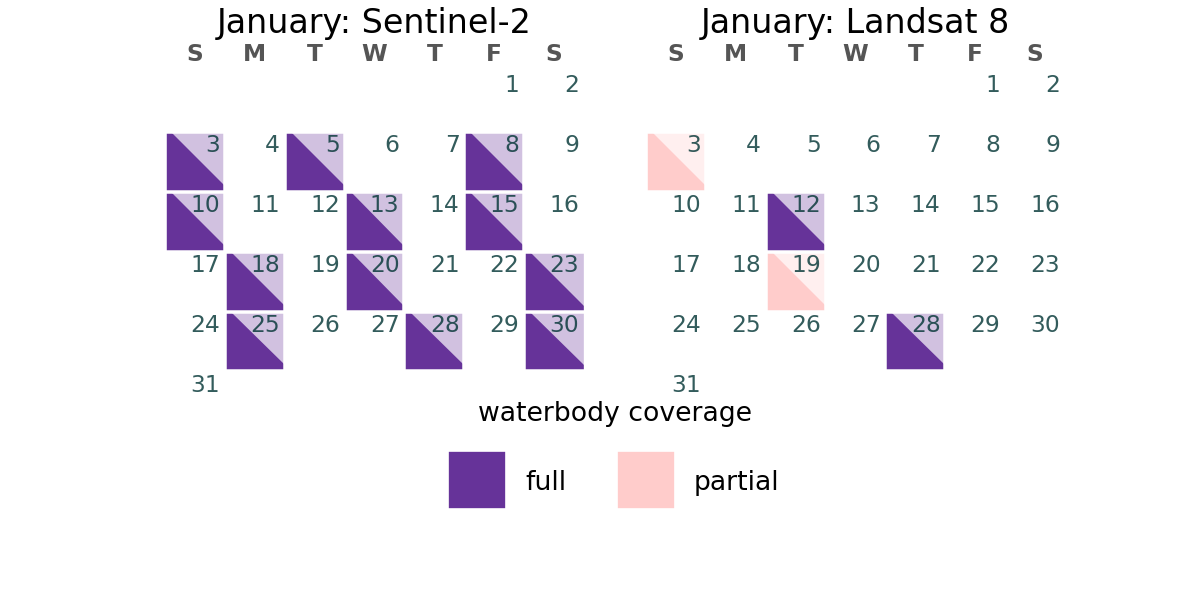 January: Sentinel-2
S M T W T F S
1 2
3 4 5 6 7 8 9
10 11 12 13 14 15 16
17 18 19 20 21 22 23
24 25 26 27 28 29 30
31
January: Landsat 8
S M T W T F S
1 2
3 4 5 6 7 8 9
10 11 12 13 14 15 16
17 18 19 20 21 22 23
24 25 26 27 28 29 30
31
waterbody coverage
full
partial